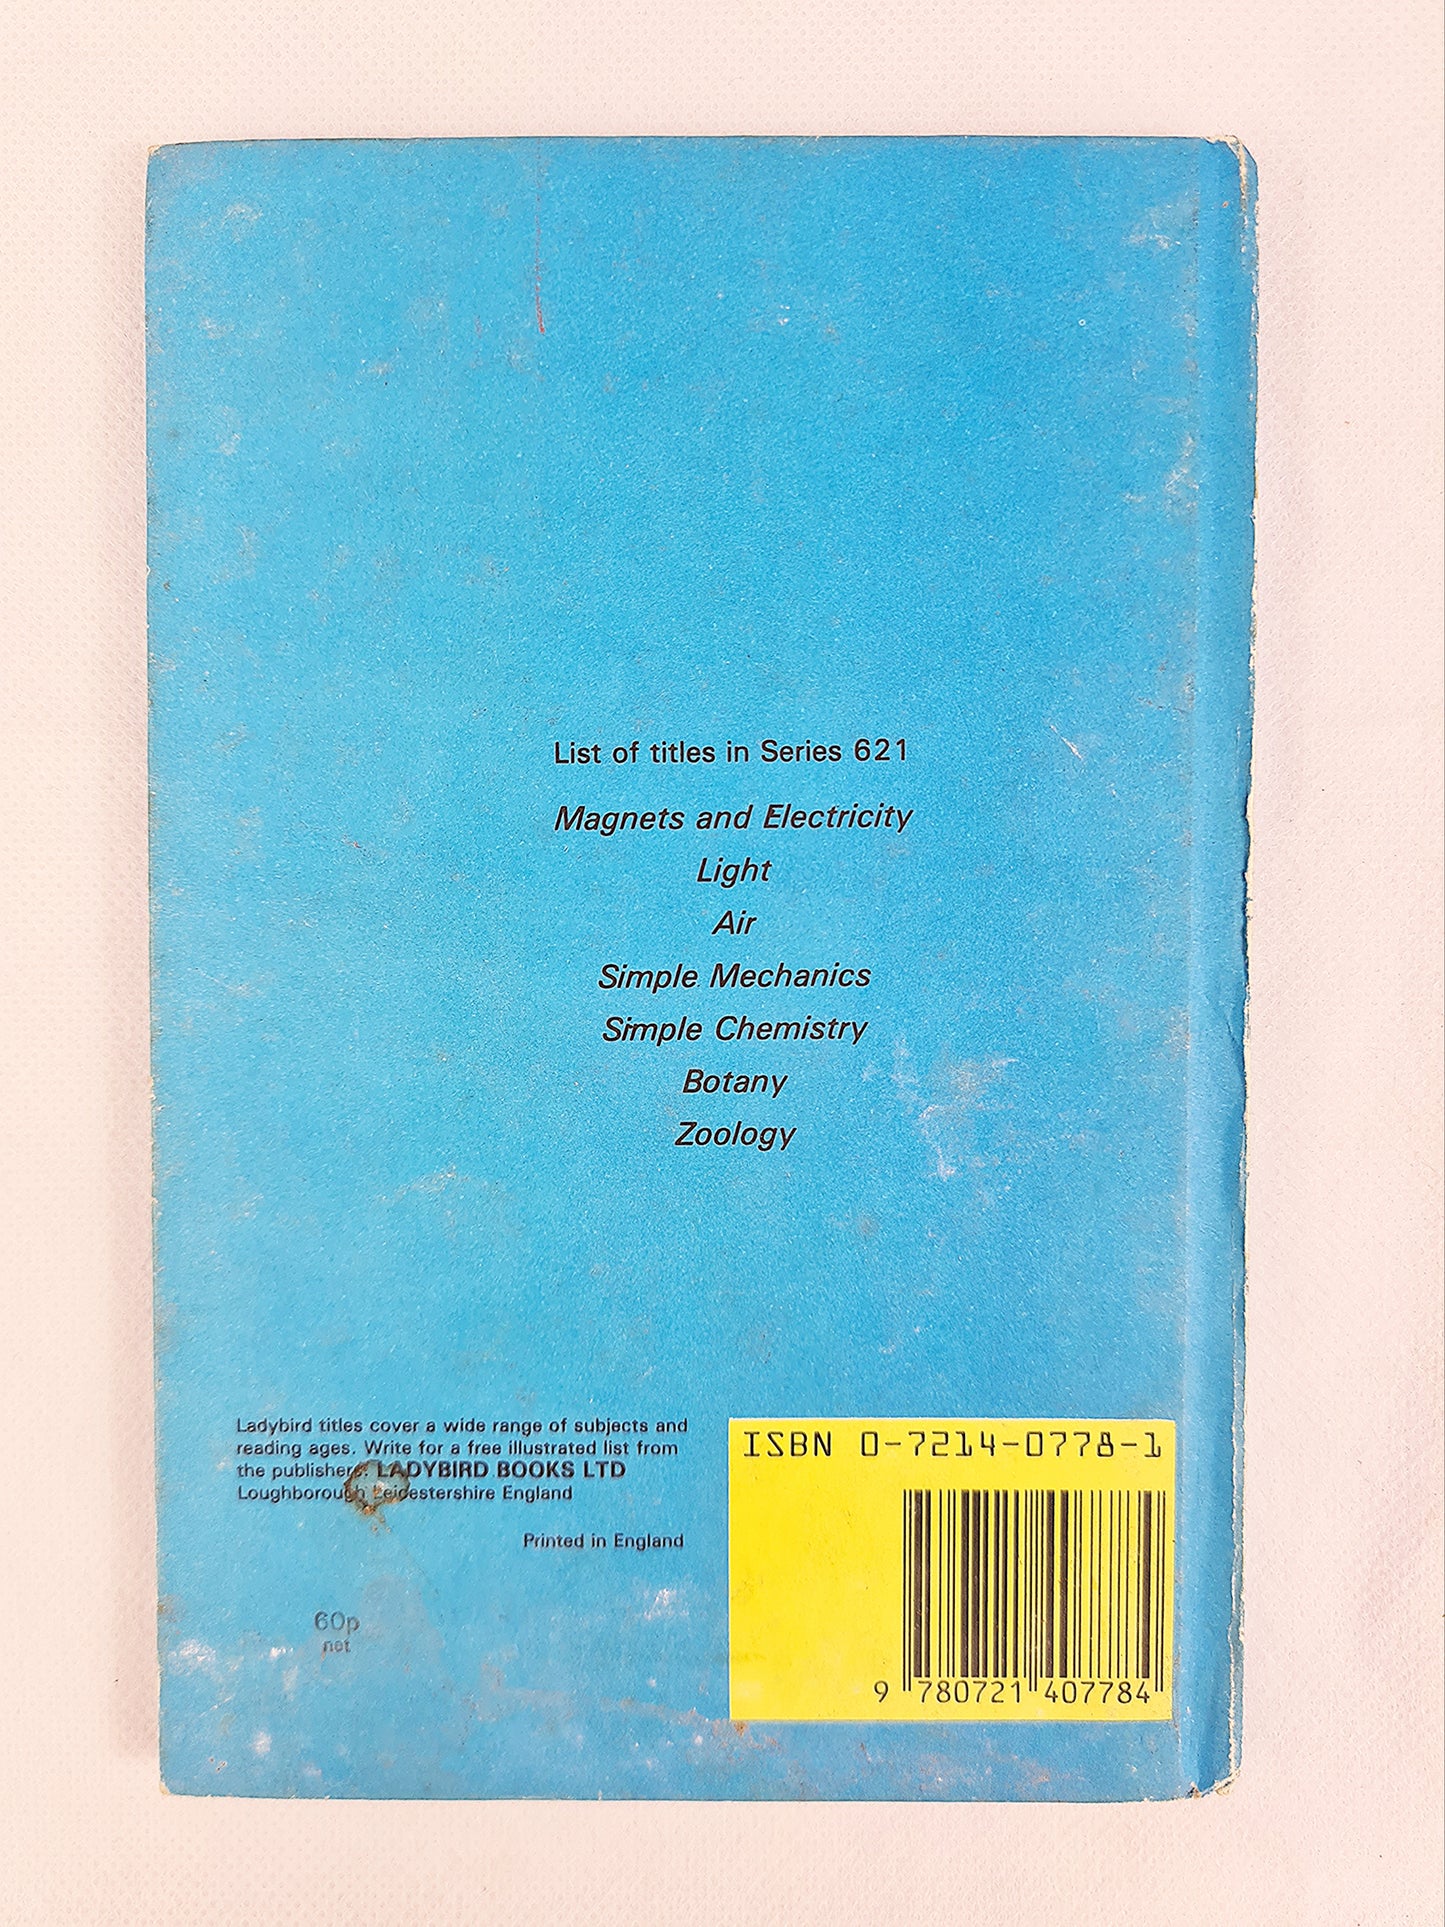 List of titles in Series 621
Magnets and Electricity
Light
Air
Simple Mechanics
Simple Chemistry
Botany
Zoology
Ladybird titles cover a wide range of subjects and
reading ages. Write for a free illustrated list from
the publishers: LADYBIRD BOOKS LTD
Loughborough Leicestershire England
Printed in England
60p
net
ISBN 0-7214-0778-1
9 780721 407784